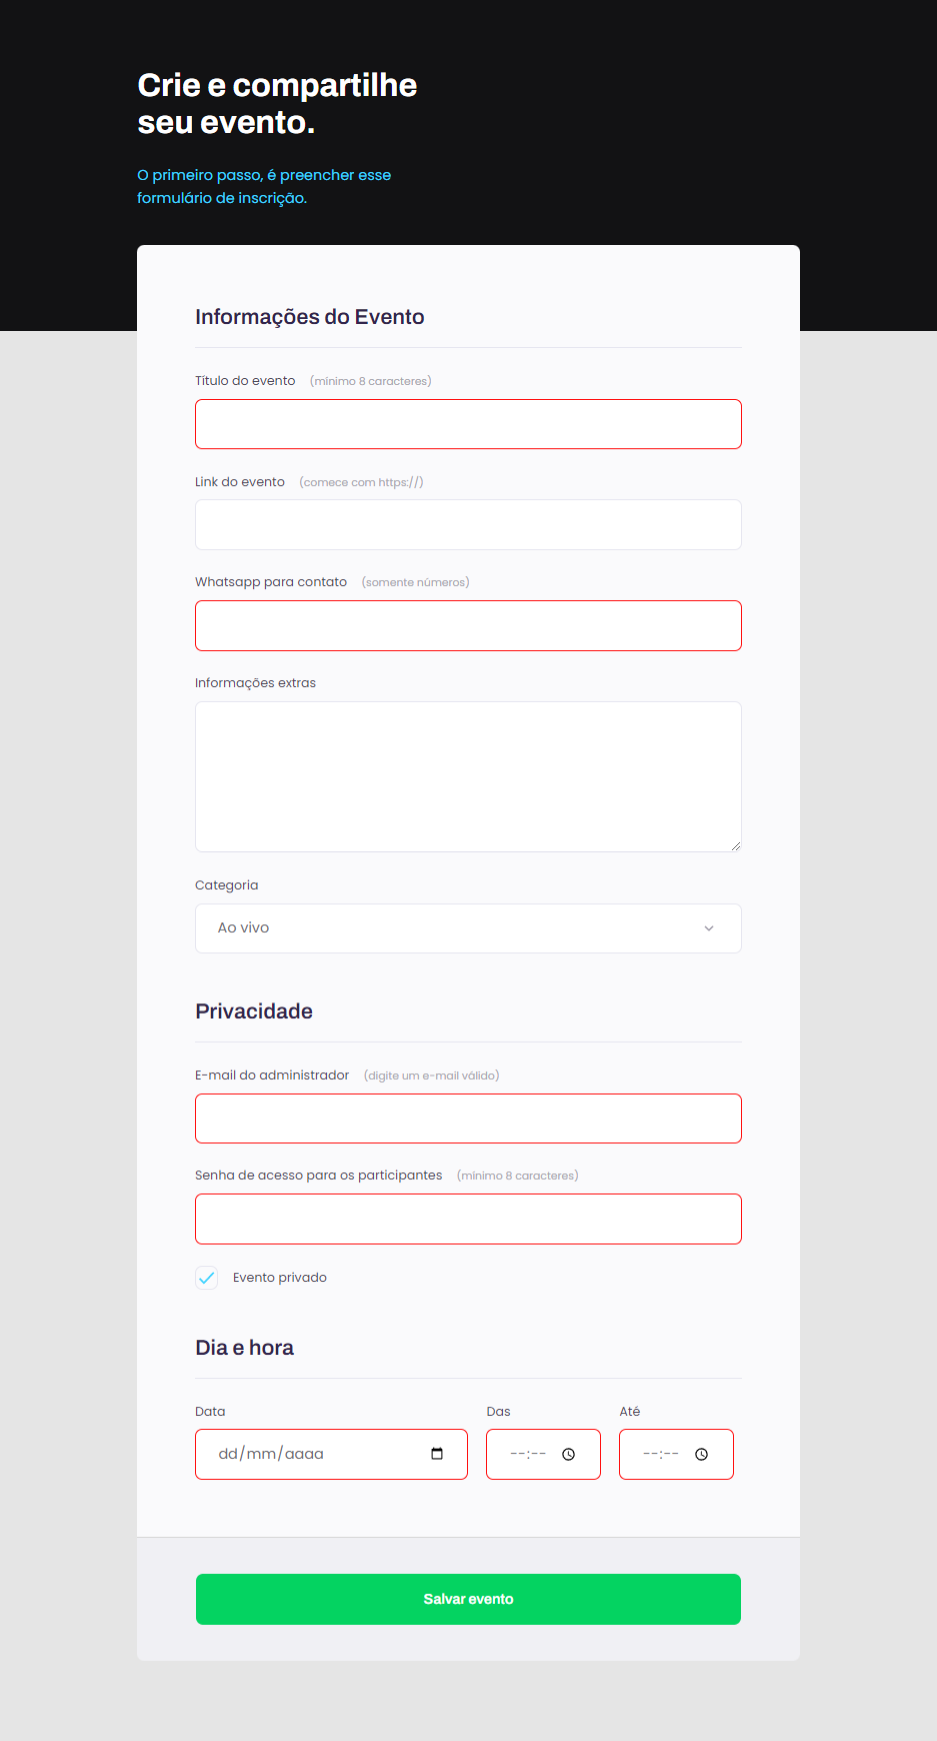 Crie e compartilhe
seu evento.
O primeiro passo, é preencher esse
formulário de inscrição.
Informações do Evento
Título do evento (mínimo 8 caracteres)
Link do evento (comece com https://)
Whatsapp para contato (somente números)
Informações extras
Categoria
Ao vivo
Privacidade
E-mail do administrador (digite um e-mail válido)
Senha de acesso para os participantes (mínimo 8 caracteres)
Evento privado
Dia e hora
Data Das Até
dd/mm/aaaa --:-- --:--
Salvar evento